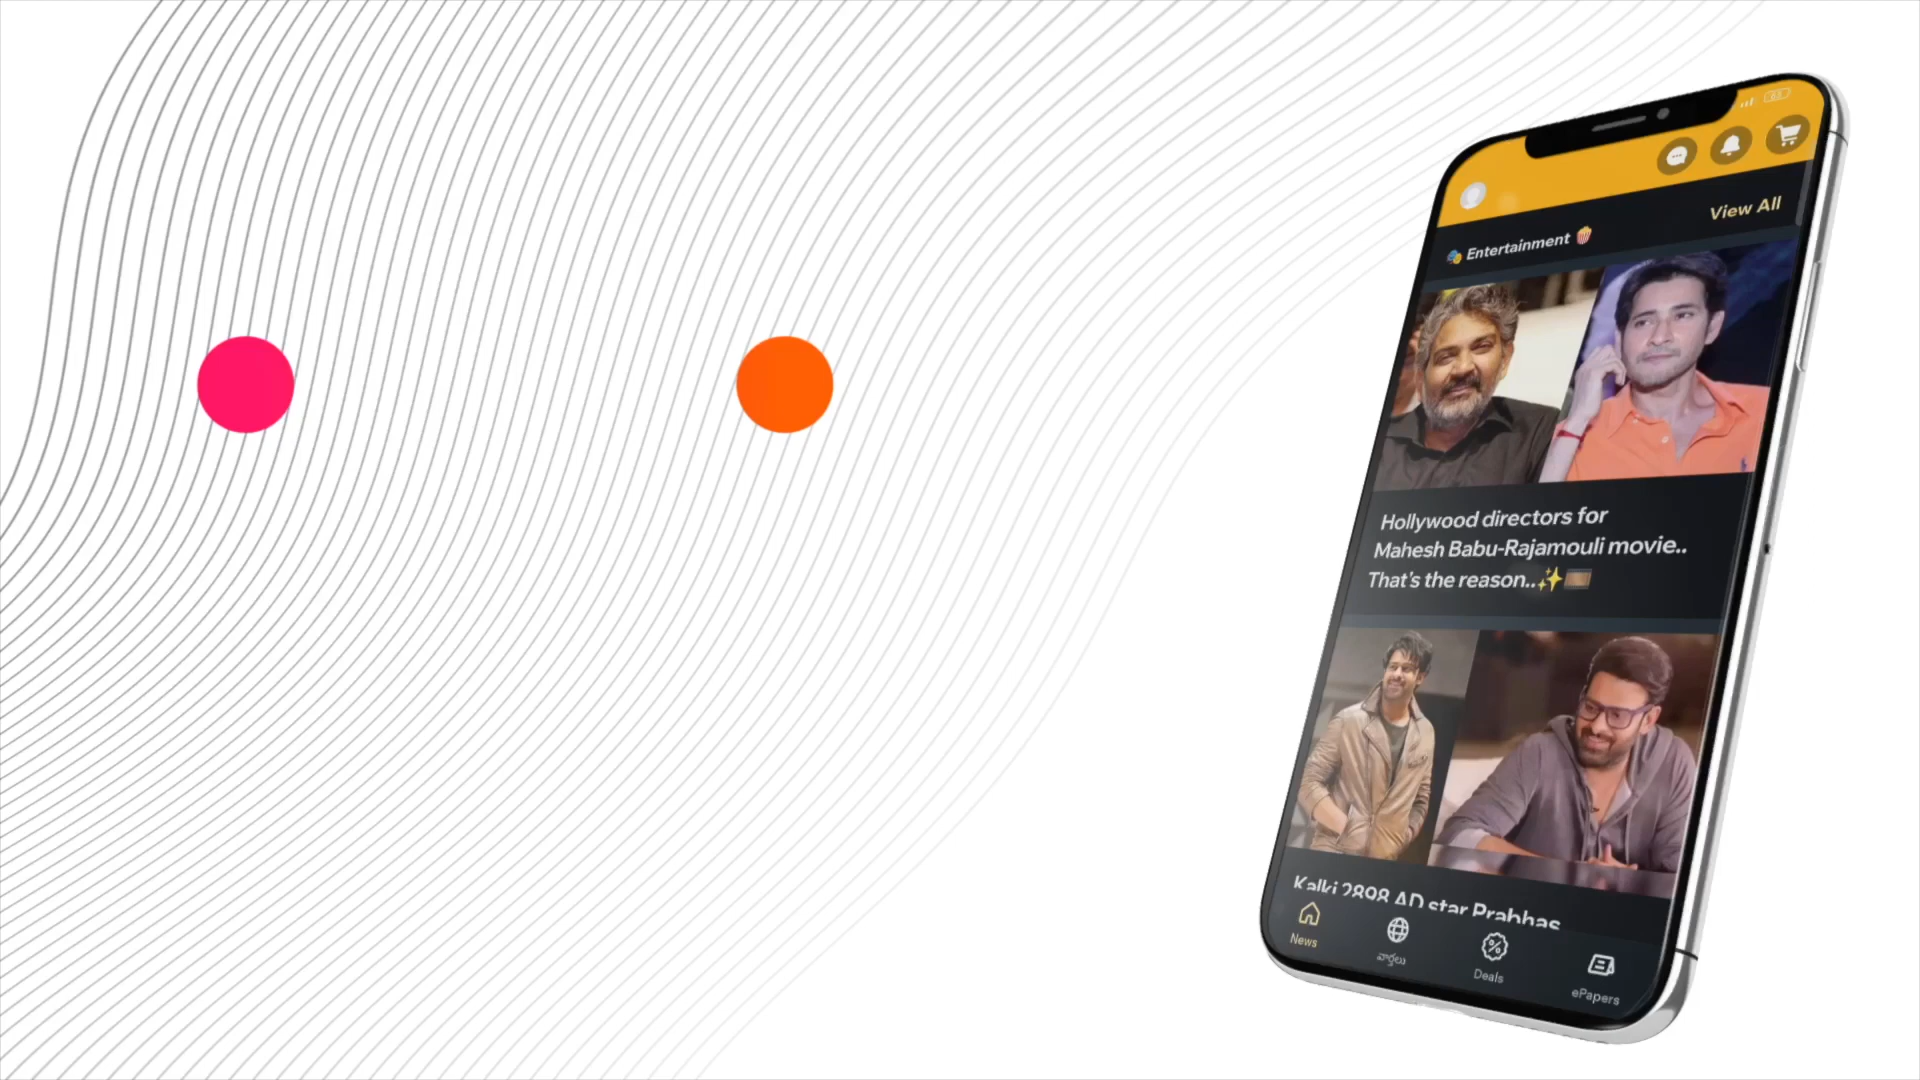 View All
🎭 Entertainment 🍿
Hollywood directors for
Mahesh Babu-Rajamouli movie..
That's the reason..✨🎞️
Kalki 2898 AD star Prabhas
News
వార్తలు
Deals
ePapers